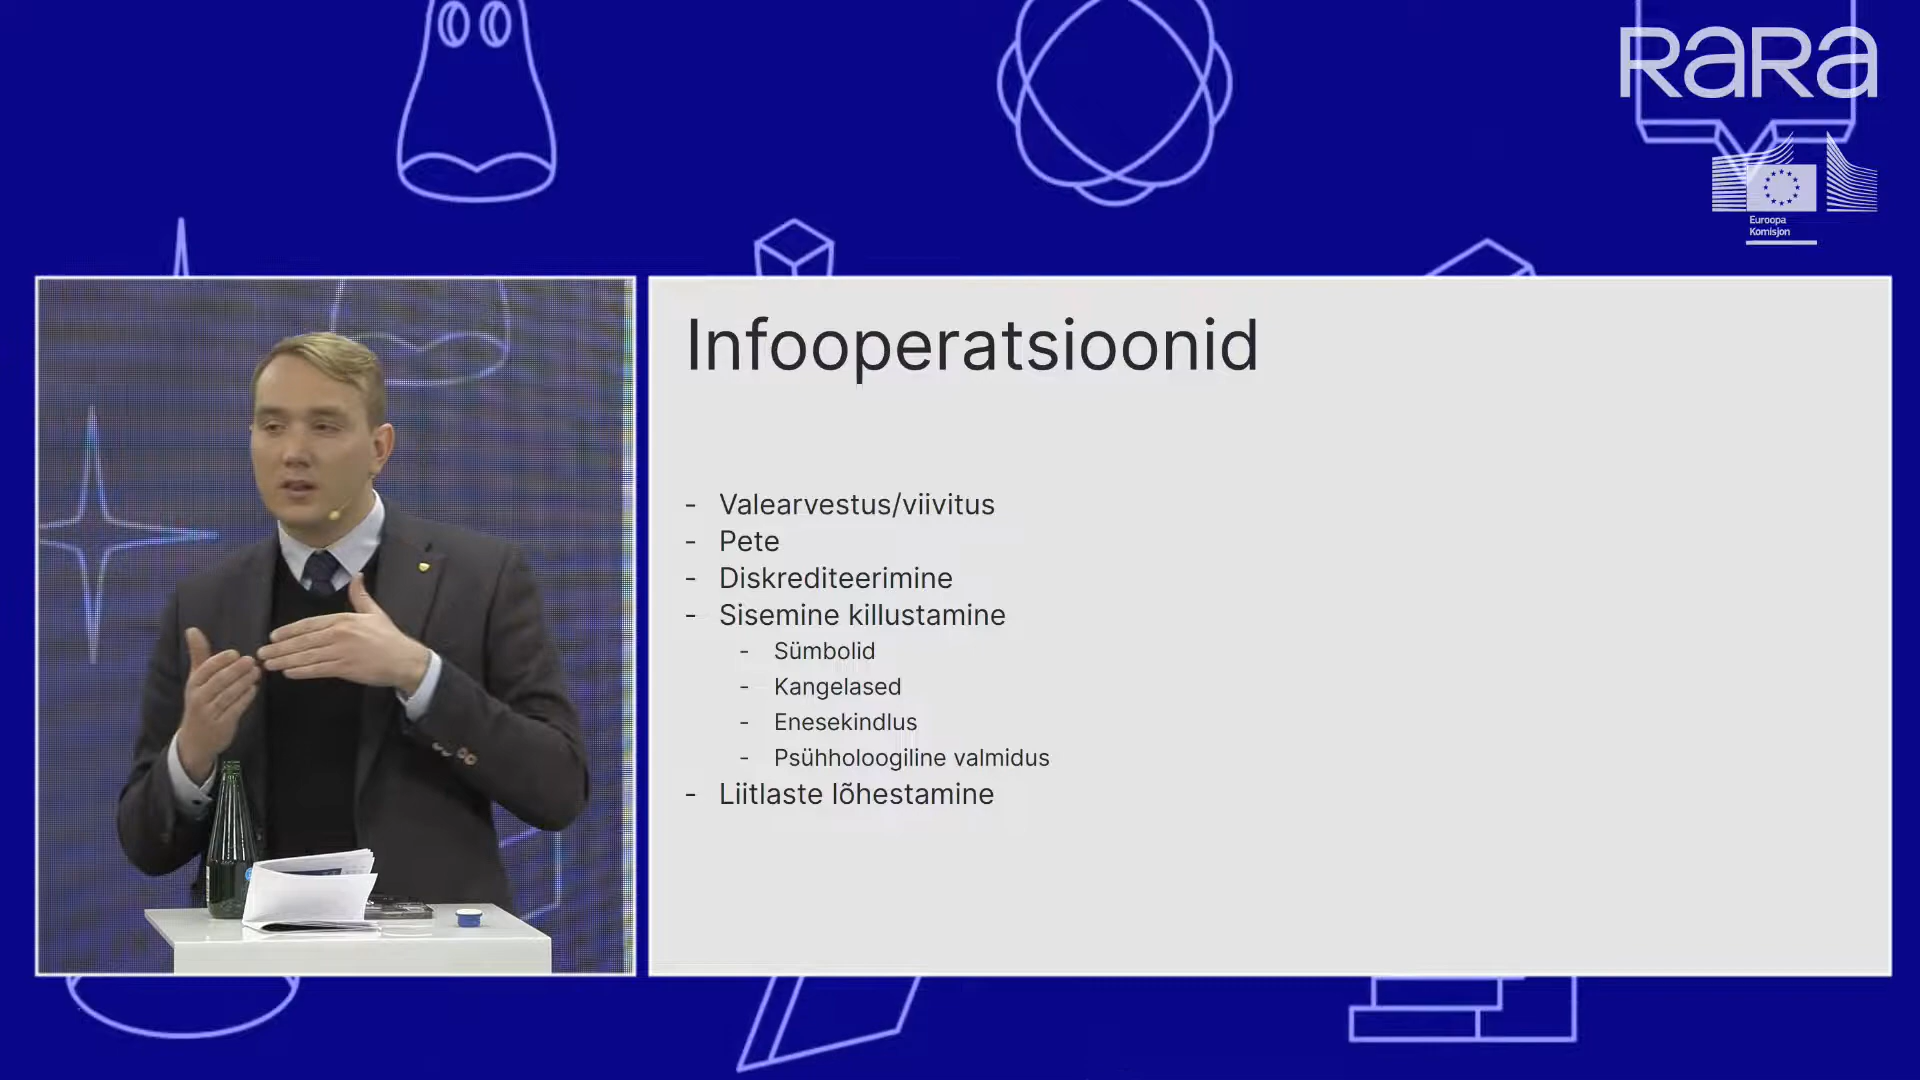 RaRa
Euroopa
Komisjon
Infooperatsioonid
- Valearvestus/viivitus
- Pete
- Diskrediteerimine
- Sisemine killustamine
- Sümbolid
- Kangelased
- Enesekindlus
- Psühholoogiline valmidus
- Liitlaste lõhestamine